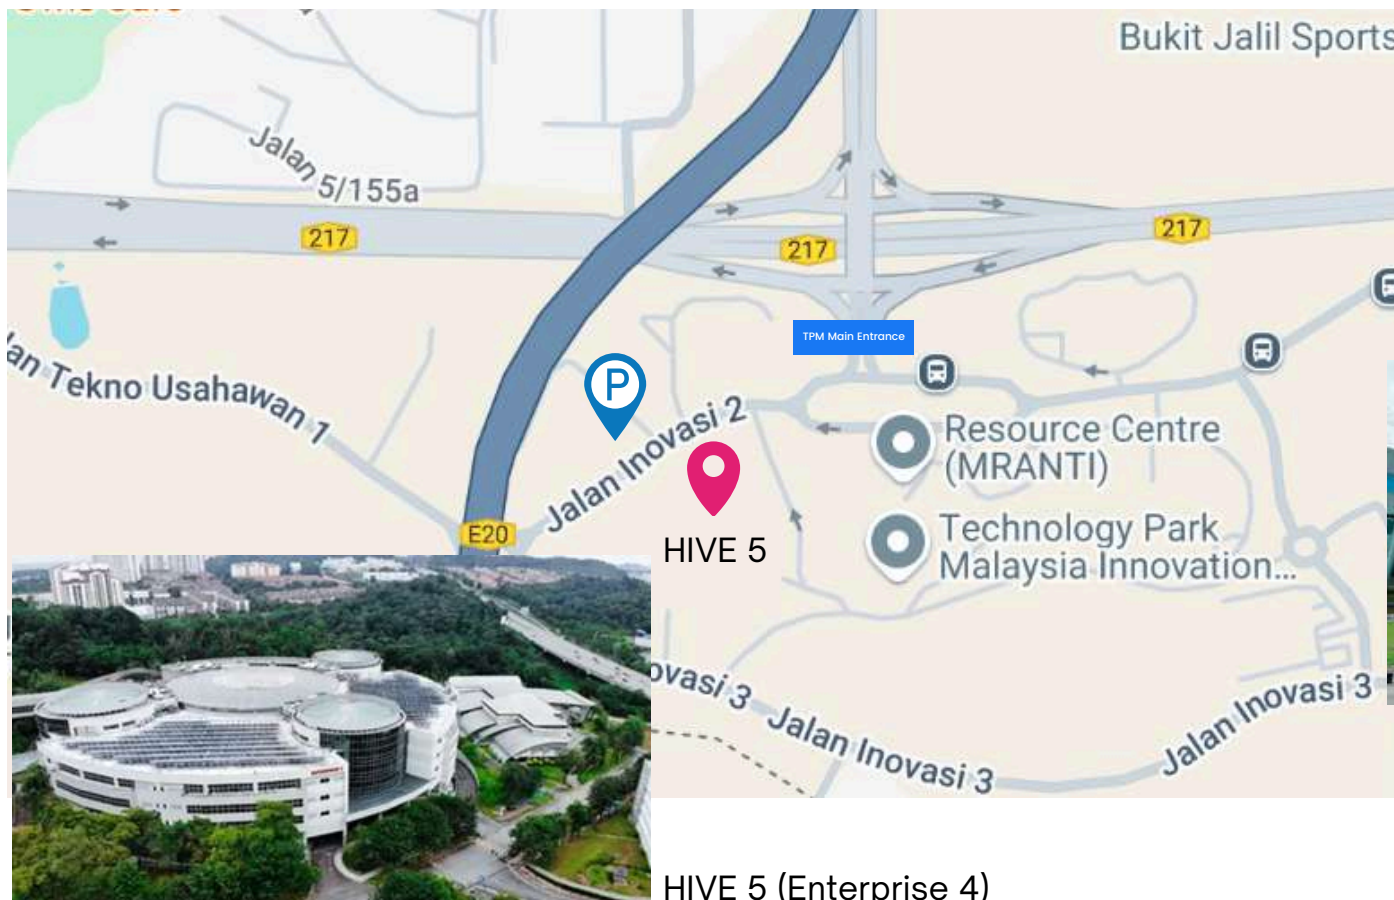 Bukit Jalil Sports
Jalan 5/155a
217
217
217
TPM Main Entrance
lan Tekno Usahawan 1
P
Jalan Inovasi 2
Resource Centre
(MRANTI)
E20
HIVE 5
Technology Park
Malaysia Innovation...
ovasi 3
Jalan Inovasi 3
Jalan Inovasi 3
HIVE 5 (Enterprise 4)